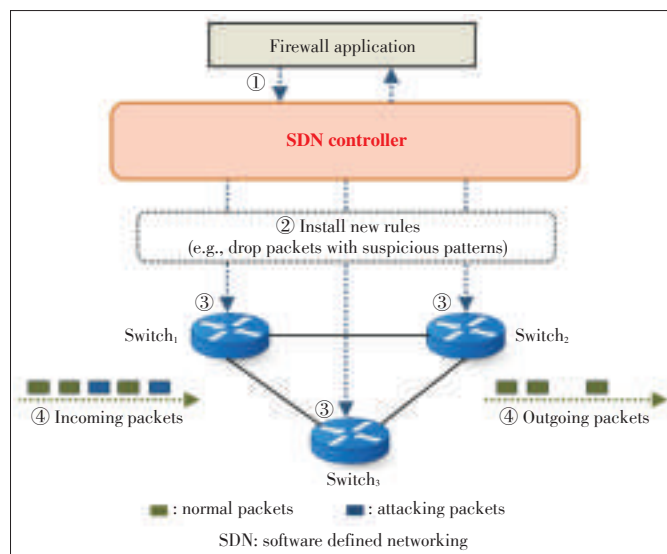 Firewall application
①
SDN controller
② Install new rules
(e.g., drop packets with suspicious patterns)
③
③
Switch₁
Switch₂
③
④ Incoming packets
④ Outgoing packets
Switch₃
: normal packets
: attacking packets
SDN: software defined networking